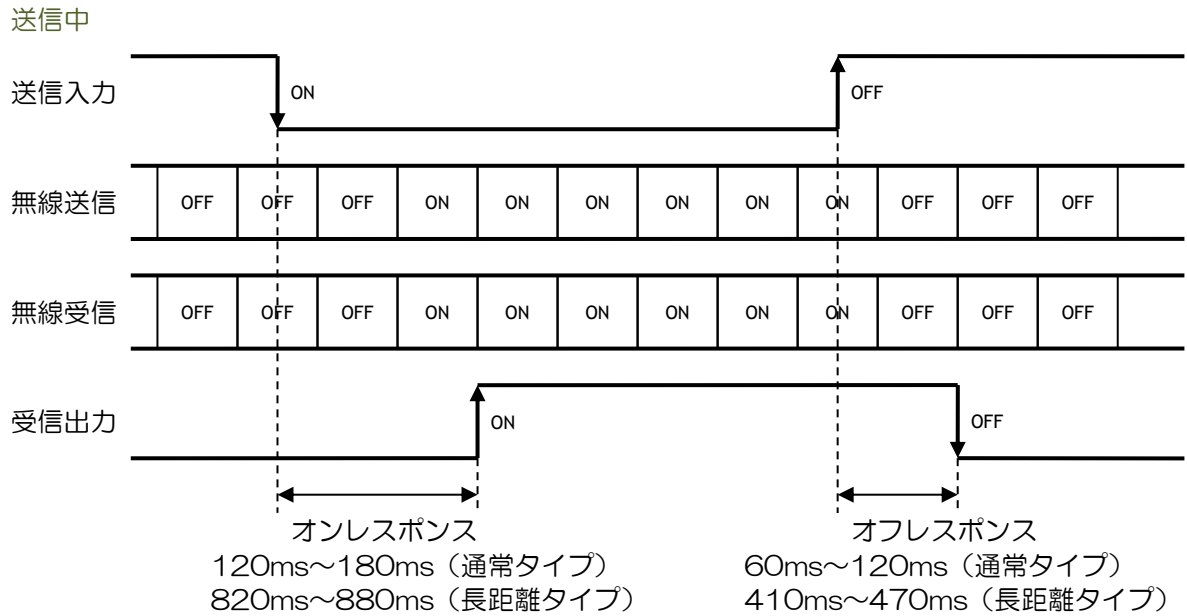 送信中
送信入力 ON OFF
無線送信 OFF OFF OFF ON ON ON ON ON ON OFF OFF OFF
無線受信 OFF OFF OFF ON ON ON ON ON ON OFF OFF OFF
受信出力 ON OFF
オンレスポンス
120ms～180ms（通常タイプ）
820ms～880ms（長距離タイプ）
オフレスポンス
60ms～120ms（通常タイプ）
410ms～470ms（長距離タイプ）